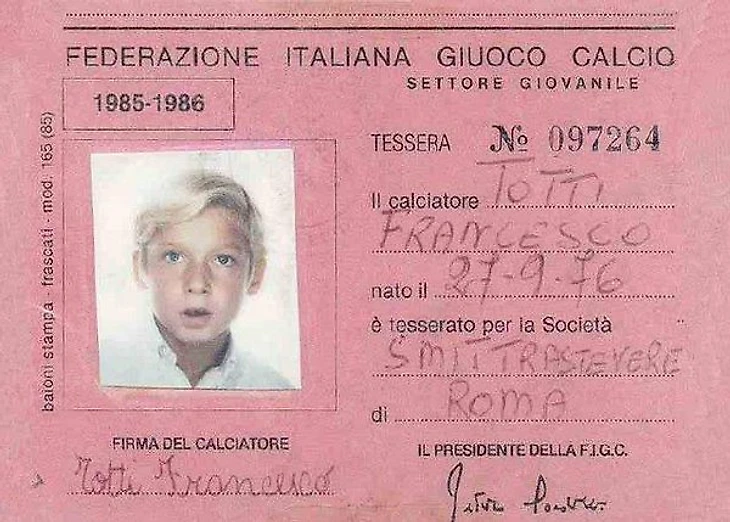 FEDERAZIONE ITALIANA GIUOCO CALCIO
SETTORE GIOVANILE
1985-1986
TESSERA № 097264
Il calciatore TOTTI
FRANCESCO
nato il 27-9-76
è tesserato per la Società
SMIT TRASTEVERE
di ROMA
FIRMA DEL CALCIATORE
Totti Francesco
IL PRESIDENTE DELLA F.I.G.C.
baioni stampa - frascati - mod. 165 (85)